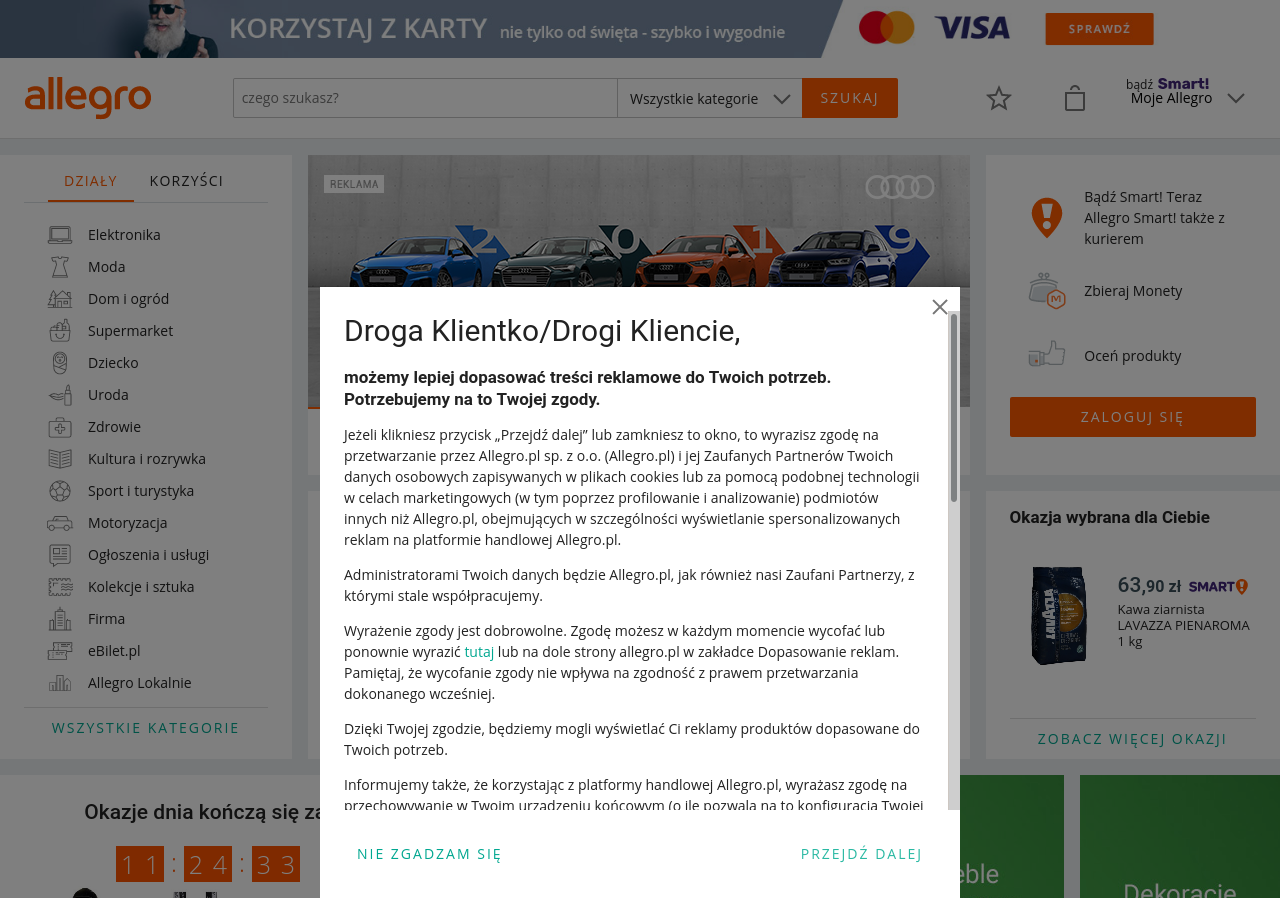 KORZYSTAJ Z KARTY nie tylko od święta - szybko i wygodnie
VISA
SPRAWDŹ
allegro
czego szukasz?
Wszystkie kategorie
SZUKAJ
bądź Smart!
Moje Allegro
DZIAŁY
KORZYŚCI
Elektronika
Moda
Dom i ogród
Supermarket
Dziecko
Uroda
Zdrowie
Kultura i rozrywka
Sport i turystyka
Motoryzacja
Ogłoszenia i usługi
Kolekcje i sztuka
Firma
eBilet.pl
Allegro Lokalnie
WSZYSTKIE KATEGORIE
REKLAMA
2 0 1 9
Bądź Smart! Teraz
Allegro Smart! także z
kurierem
Zbieraj Monety
Oceń produkty
ZALOGUJ SIĘ
Okazja wybrana dla Ciebie
LAVAZZA
63,90 zł SMART!
Kawa ziarnista
LAVAZZA PIENAROMA
1 kg
ZOBACZ WIĘCEJ OKAZJI
Droga Klientko/Drogi Kliencie,
możemy lepiej dopasować treści reklamowe do Twoich potrzeb.
Potrzebujemy na to Twojej zgody.
Jeżeli klikniesz przycisk „Przejdź dalej” lub zamkniesz to okno, to wyrazisz zgodę na
przetwarzanie przez Allegro.pl sp. z o.o. (Allegro.pl) i jej Zaufanych Partnerów Twoich
danych osobowych zapisywanych w plikach cookies lub za pomocą podobnej technologii
w celach marketingowych (w tym poprzez profilowanie i analizowanie) podmiotów
innych niż Allegro.pl, obejmujących w szczególności wyświetlanie spersonalizowanych
reklam na platformie handlowej Allegro.pl.
Administratorami Twoich danych będzie Allegro.pl, jak również nasi Zaufani Partnerzy, z
którymi stale współpracujemy.
Wyrażenie zgody jest dobrowolne. Zgodę możesz w każdym momencie wycofać lub
ponownie wyrazić tutaj lub na dole strony allegro.pl w zakładce Dopasowanie reklam.
Pamiętaj, że wycofanie zgody nie wpływa na zgodność z prawem przetwarzania
dokonanego wcześniej.
Dzięki Twojej zgodzie, będziemy mogli wyświetlać Ci reklamy produktów dopasowane do
Twoich potrzeb.
Informujemy także, że korzystając z platformy handlowej Allegro.pl, wyrażasz zgodę na
przechowywanie w Twoim urządzeniu końcowym (o ile pozwala na to konfiguracja Twojej
NIE ZGADZAM SIĘ
PRZEJDŹ DALEJ
Okazje dnia kończą się za
11 : 24 : 33
eble
Dekoracje